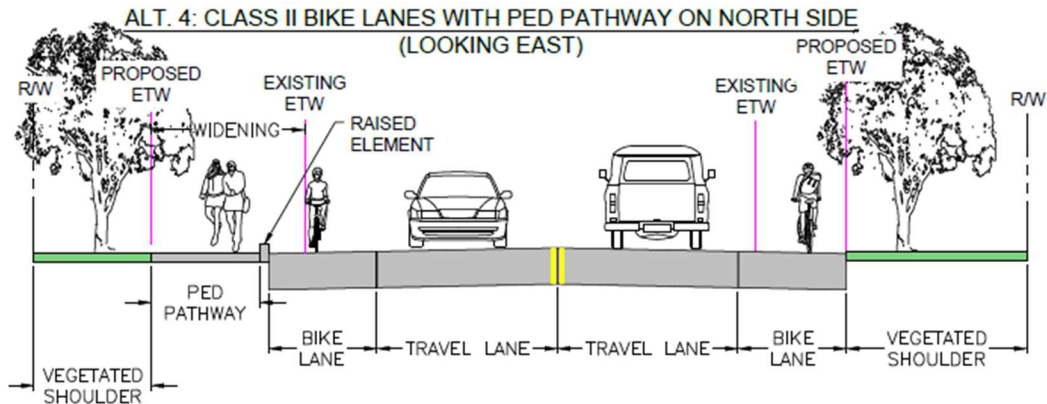 ALT. 4: CLASS II BIKE LANES WITH PED PATHWAY ON NORTH SIDE
(LOOKING EAST)
R/W
PROPOSED
ETW
WIDENING
EXISTING
ETW
RAISED
ELEMENT
EXISTING
ETW
PROPOSED
ETW
R/W
PED
PATHWAY
VEGETATED
SHOULDER
BIKE
LANE
TRAVEL LANE
TRAVEL LANE
BIKE
LANE
VEGETATED
SHOULDER